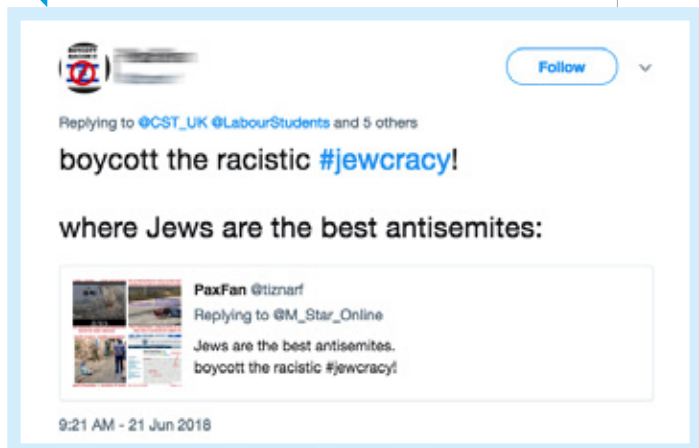 Follow
Replying to @CST_UK @LabourStudents and 5 others
boycott the racistic #jewcracy!
where Jews are the best antisemites:
PaxFan @tiznarf
Replying to @M_Star_Online
Jews are the best antisemites.
boycott the racistic #jewcracy!
9:21 AM - 21 Jun 2018